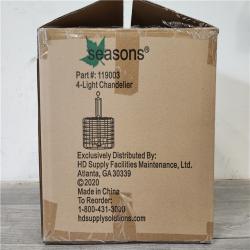 seasons®
Part #: 119003
4-Light Chandelier
Exclusively Distributed By:
HD Supply Facilities Maintenance, Ltd.
Atlanta, GA 30339
©2020
Made in China
To Reorder:
1-800-431-3000
hdsupplysolutions.com